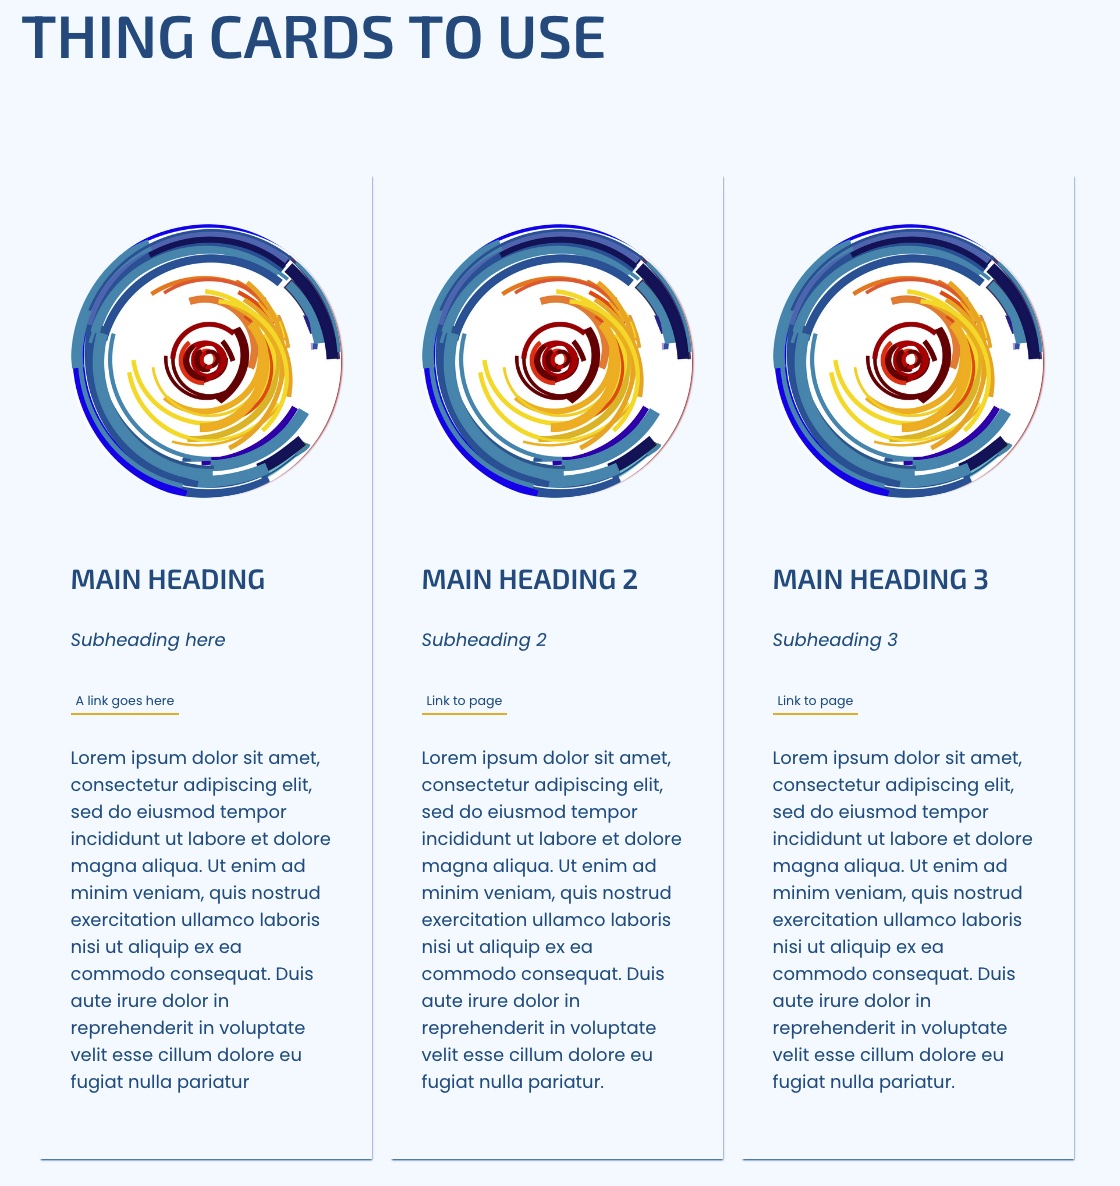 THING CARDS TO USE
MAIN HEADING
Subheading here
A link goes here
Lorem ipsum dolor sit amet,
consectetur adipiscing elit,
sed do eiusmod tempor
incididunt ut labore et dolore
magna aliqua. Ut enim ad
minim veniam, quis nostrud
exercitation ullamco laboris
nisi ut aliquip ex ea
commodo consequat. Duis
aute irure dolor in
reprehenderit in voluptate
velit esse cillum dolore eu
fugiat nulla pariatur
MAIN HEADING 2
Subheading 2
Link to page
Lorem ipsum dolor sit amet,
consectetur adipiscing elit,
sed do eiusmod tempor
incididunt ut labore et dolore
magna aliqua. Ut enim ad
minim veniam, quis nostrud
exercitation ullamco laboris
nisi ut aliquip ex ea
commodo consequat. Duis
aute irure dolor in
reprehenderit in voluptate
velit esse cillum dolore eu
fugiat nulla pariatur.
MAIN HEADING 3
Subheading 3
Link to page
Lorem ipsum dolor sit amet,
consectetur adipiscing elit,
sed do eiusmod tempor
incididunt ut labore et dolore
magna aliqua. Ut enim ad
minim veniam, quis nostrud
exercitation ullamco laboris
nisi ut aliquip ex ea
commodo consequat. Duis
aute irure dolor in
reprehenderit in voluptate
velit esse cillum dolore eu
fugiat nulla pariatur.